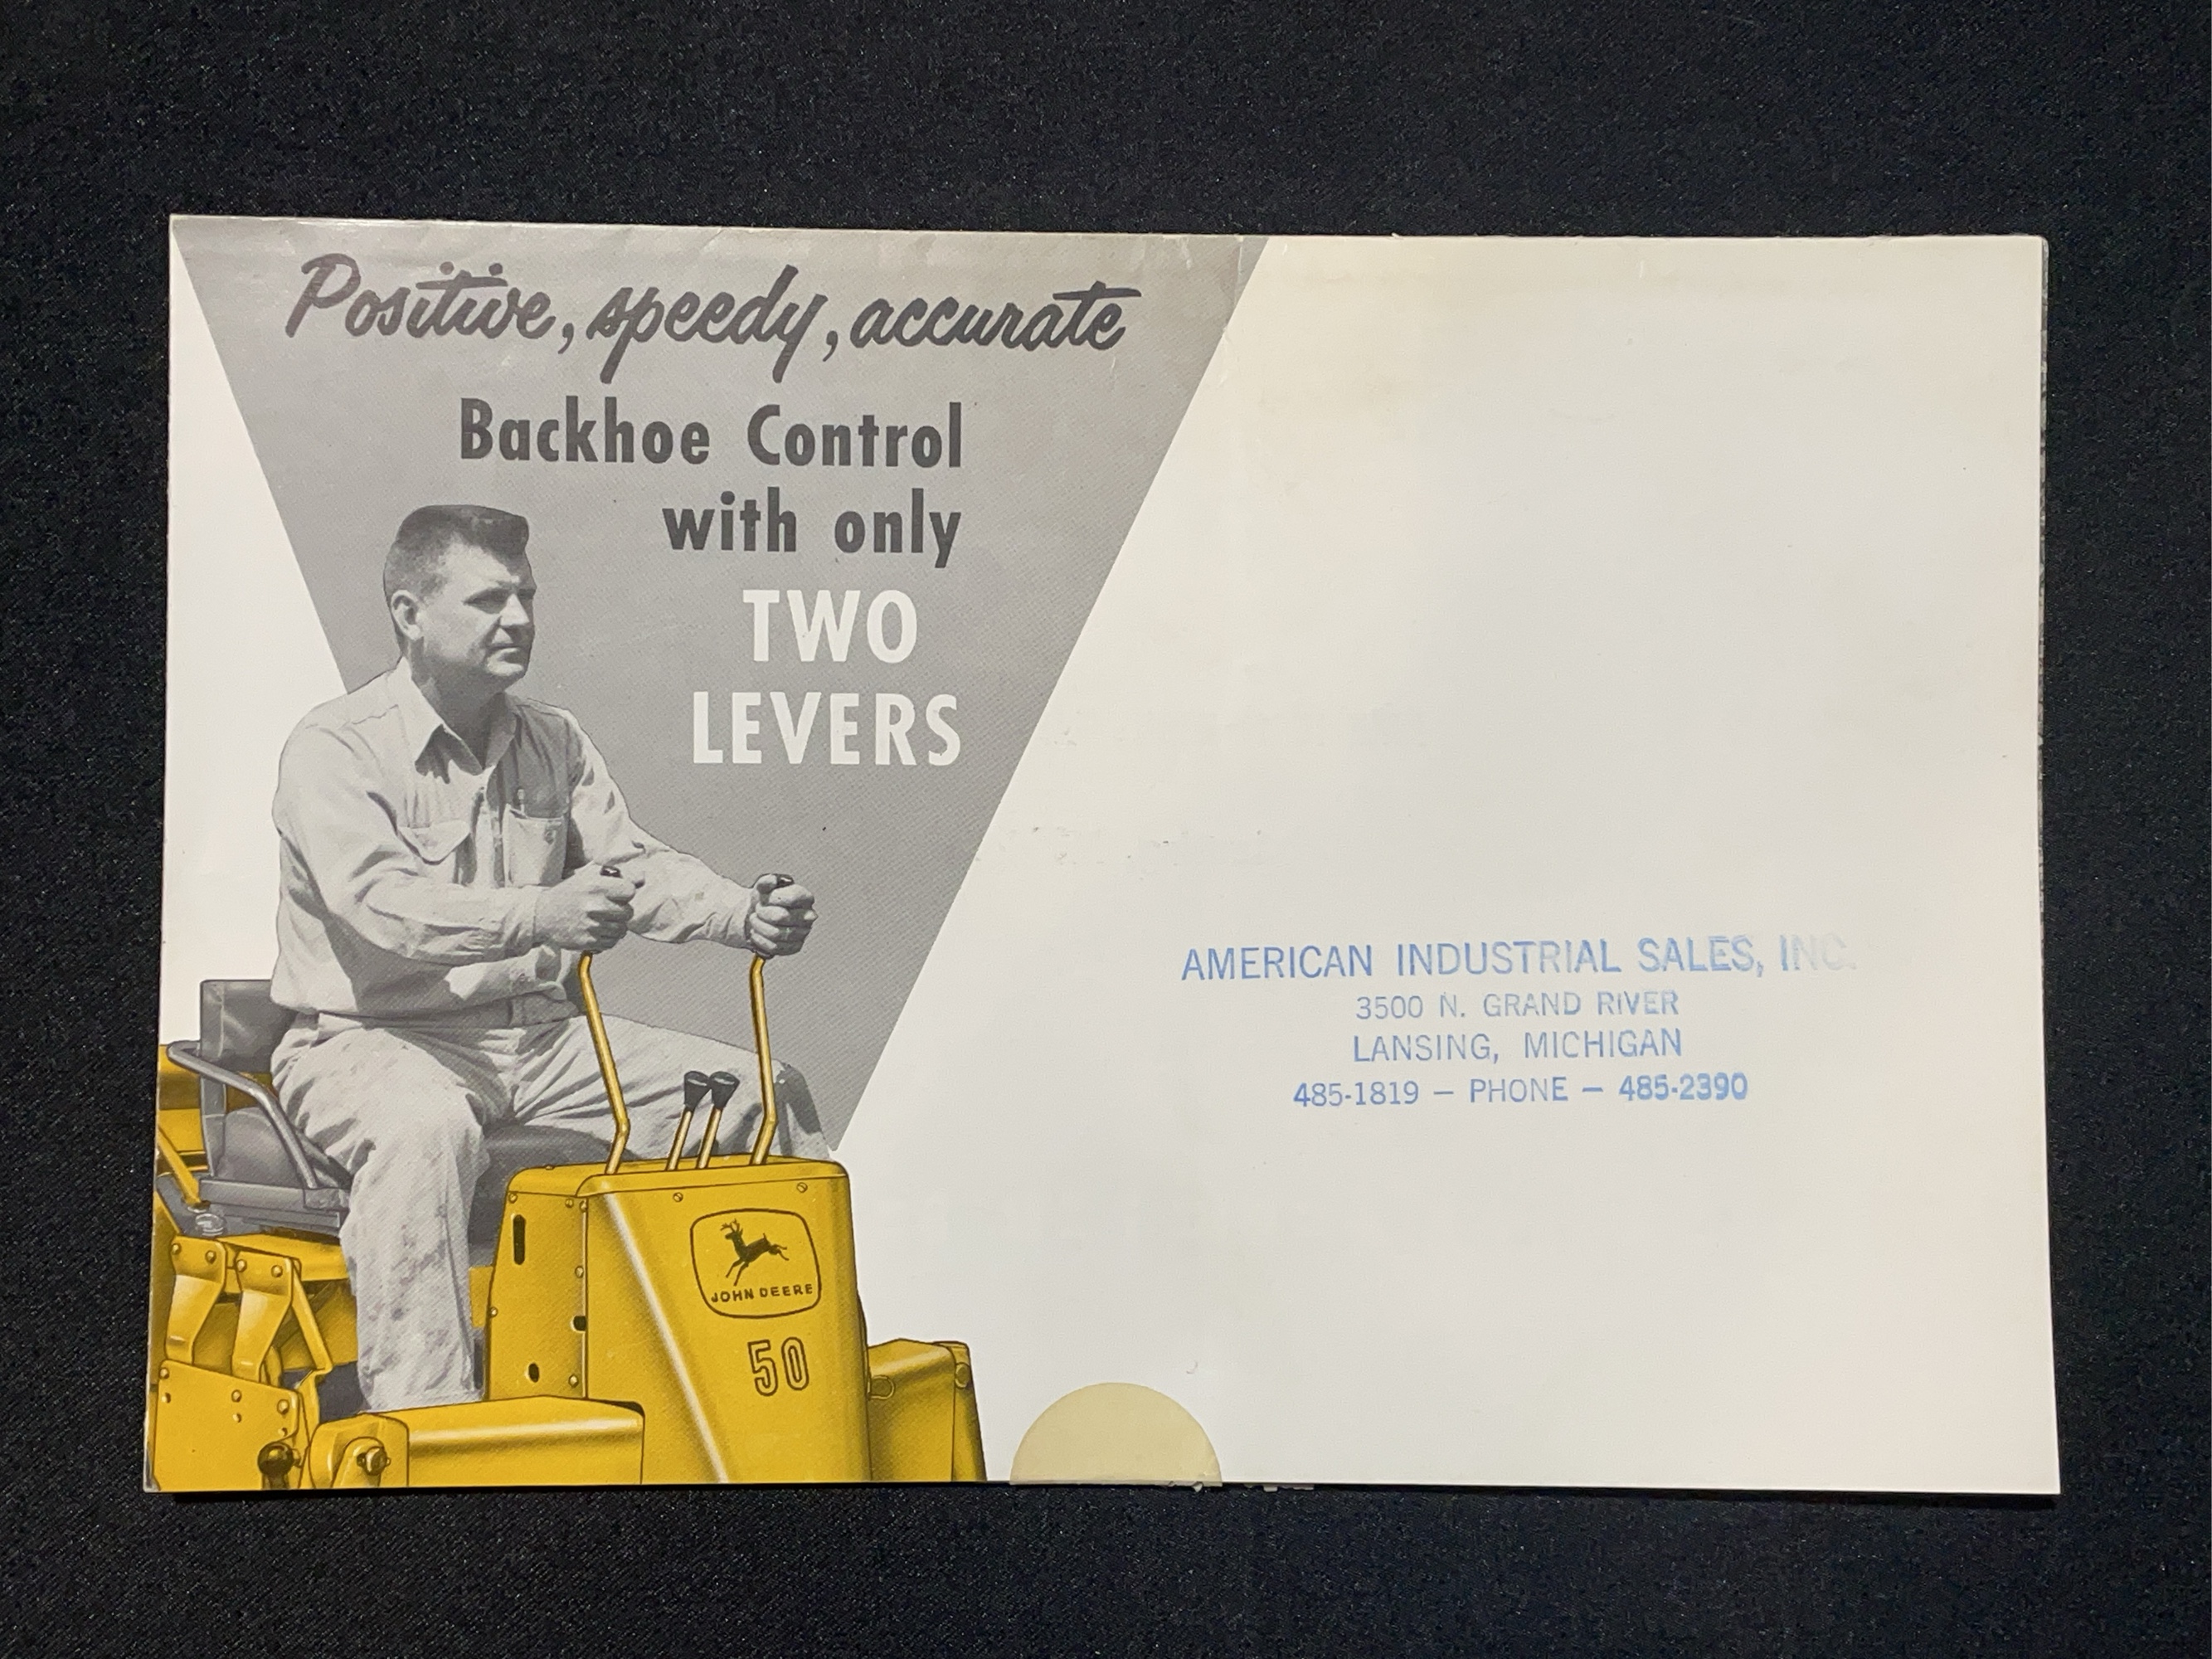 Positive, speedy, accurate
Backhoe Control
with only
TWO
LEVERS
JOHN DEERE
50
AMERICAN INDUSTRIAL SALES, INC.
3500 N. GRAND RIVER
LANSING, MICHIGAN
485-1819 — PHONE — 485-2390